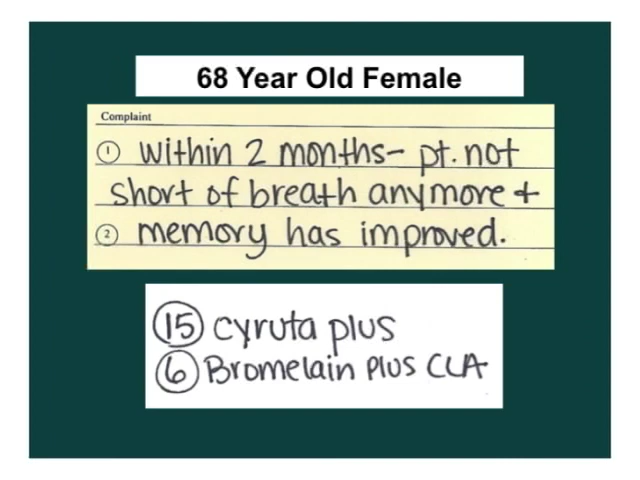 68 Year Old Female
Complaint
① within 2 months- pt. not
short of breath anymore +
② memory has improved.
⑮ cyruta plus
⑥ Bromelain Plus CLA